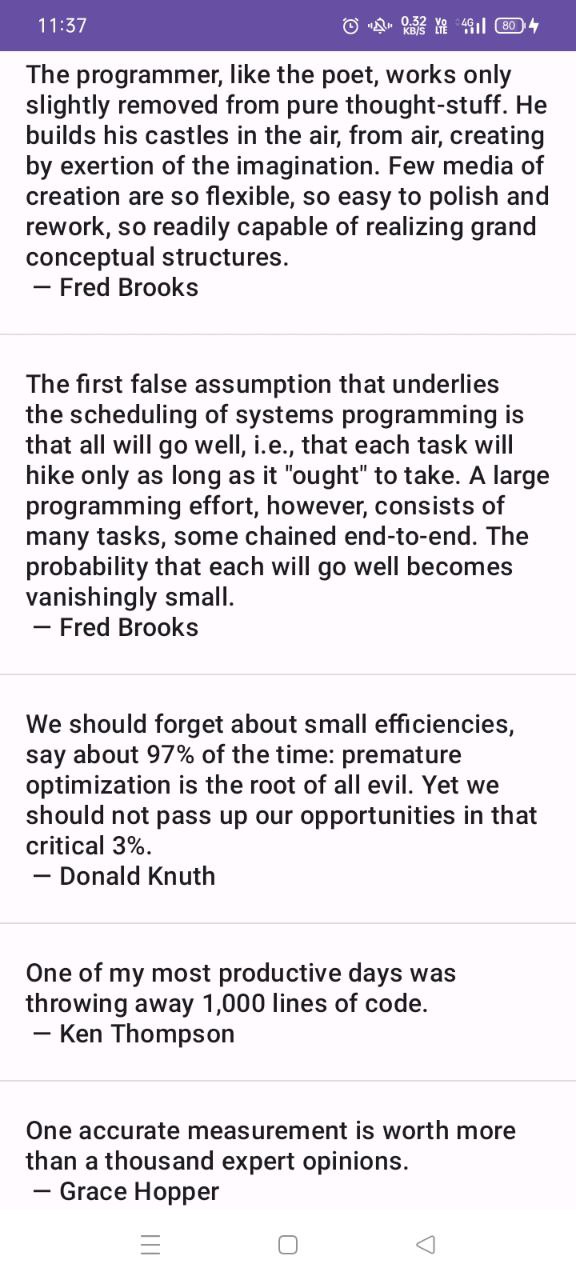 11:37
0.32 KB/S Vo LTE 4G 80
The programmer, like the poet, works only
slightly removed from pure thought-stuff. He
builds his castles in the air, from air, creating
by exertion of the imagination. Few media of
creation are so flexible, so easy to polish and
rework, so readily capable of realizing grand
conceptual structures.
— Fred Brooks
The first false assumption that underlies
the scheduling of systems programming is
that all will go well, i.e., that each task will
hike only as long as it "ought" to take. A large
programming effort, however, consists of
many tasks, some chained end-to-end. The
probability that each will go well becomes
vanishingly small.
— Fred Brooks
We should forget about small efficiencies,
say about 97% of the time: premature
optimization is the root of all evil. Yet we
should not pass up our opportunities in that
critical 3%.
— Donald Knuth
One of my most productive days was
throwing away 1,000 lines of code.
— Ken Thompson
One accurate measurement is worth more
than a thousand expert opinions.
— Grace Hopper